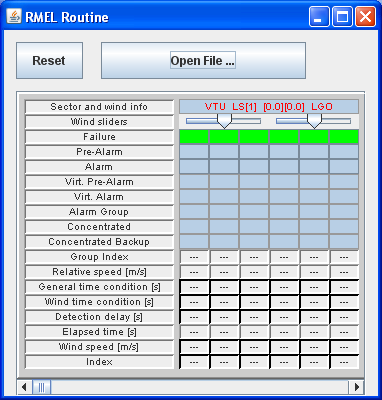 RMEL Routine
Reset
Open File ...
Sector and wind info VTU LS[1] [0.0][0.0] LGO
Wind sliders
Failure
Pre-Alarm
Alarm
Virt. Pre-Alarm
Virt. Alarm
Alarm Group
Concentrated
Concentrated Backup
Group Index --- --- --- --- --- ---
Relative speed [m/s] --- --- --- --- --- ---
General time condition [s] --- --- --- --- --- ---
Wind time condition [s] --- --- --- --- --- ---
Detection delay [s] --- --- --- --- --- ---
Elapsed time [s] --- --- --- --- --- ---
Wind speed [m/s] --- --- --- --- --- ---
Index --- --- --- --- --- ---